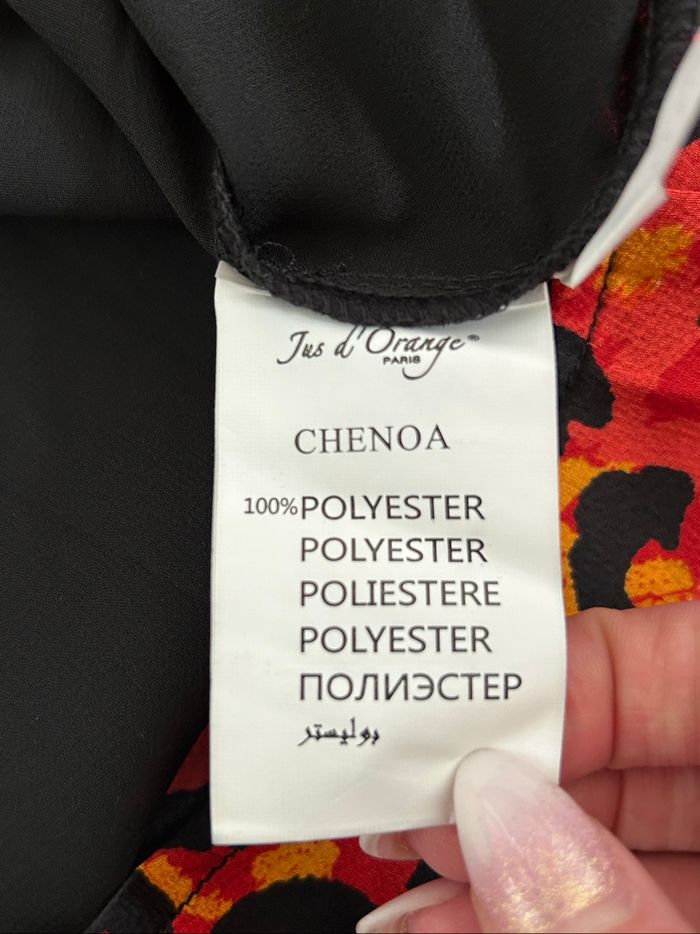 Jus d'Orange®
PARIS
CHENOA
100% POLYESTER
POLYESTER
POLIESTERE
POLYESTER
ПОЛИЭСТЕР
بوليستر